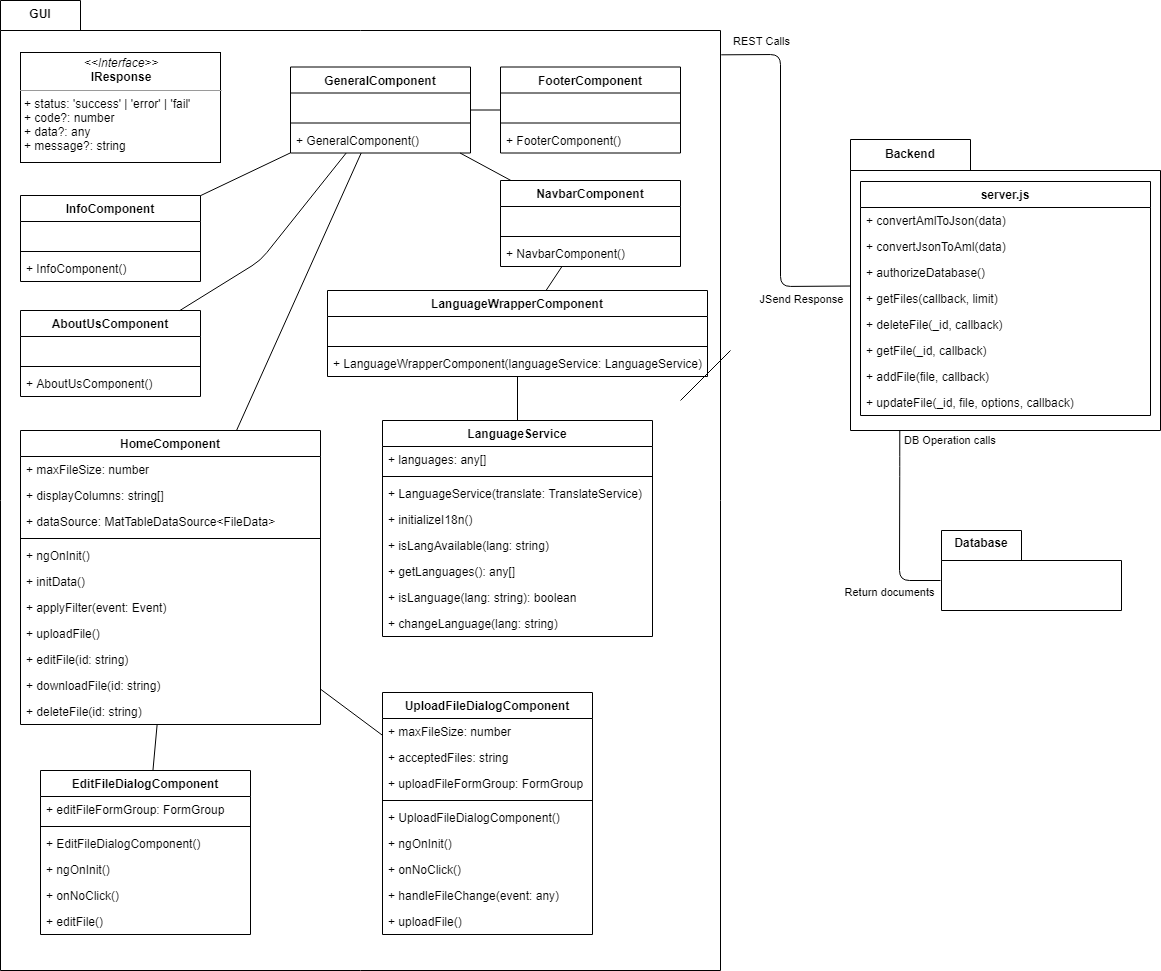 GUI
REST Calls
<<Interface>>
IResponse
+ status: 'success' | 'error' | 'fail'
+ code?: number
+ data?: any
+ message?: string
GeneralComponent
+ GeneralComponent()
FooterComponent
+ FooterComponent()
InfoComponent
+ InfoComponent()
NavbarComponent
+ NavbarComponent()
AboutUsComponent
+ AboutUsComponent()
LanguageWrapperComponent
+ LanguageWrapperComponent(languageService: LanguageService)
HomeComponent
+ maxFileSize: number
+ displayColumns: string[]
+ dataSource: MatTableDataSource<FileData>
+ ngOnInit()
+ initData()
+ applyFilter(event: Event)
+ uploadFile()
+ editFile(id: string)
+ downloadFile(id: string)
+ deleteFile(id: string)
LanguageService
+ languages: any[]
+ LanguageService(translate: TranslateService)
+ initializeI18n()
+ isLangAvailable(lang: string)
+ getLanguages(): any[]
+ isLanguage(lang: string): boolean
+ changeLanguage(lang: string)
EditFileDialogComponent
+ editFileFormGroup: FormGroup
+ EditFileDialogComponent()
+ ngOnInit()
+ onNoClick()
+ editFile()
UploadFileDialogComponent
+ maxFileSize: number
+ acceptedFiles: string
+ uploadFileFormGroup: FormGroup
+ UploadFileDialogComponent()
+ ngOnInit()
+ onNoClick()
+ handleFileChange(event: any)
+ uploadFile()
JSend Response
Backend
server.js
+ convertAmlToJson(data)
+ convertJsonToAml(data)
+ authorizeDatabase()
+ getFiles(callback, limit)
+ deleteFile(_id, callback)
+ getFile(_id, callback)
+ addFile(file, callback)
+ updateFile(_id, file, options, callback)
DB Operation calls
Return documents
Database